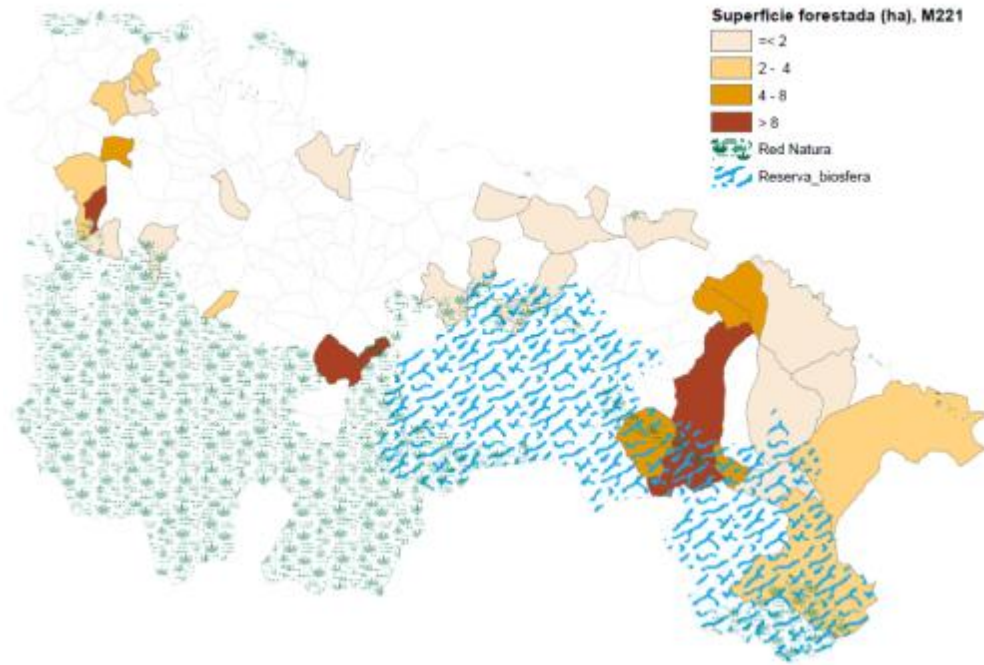 Superficie forestada (ha), M221
=< 2
2 - 4
4 - 8
> 8
Red Natura
Reserva_biosfera